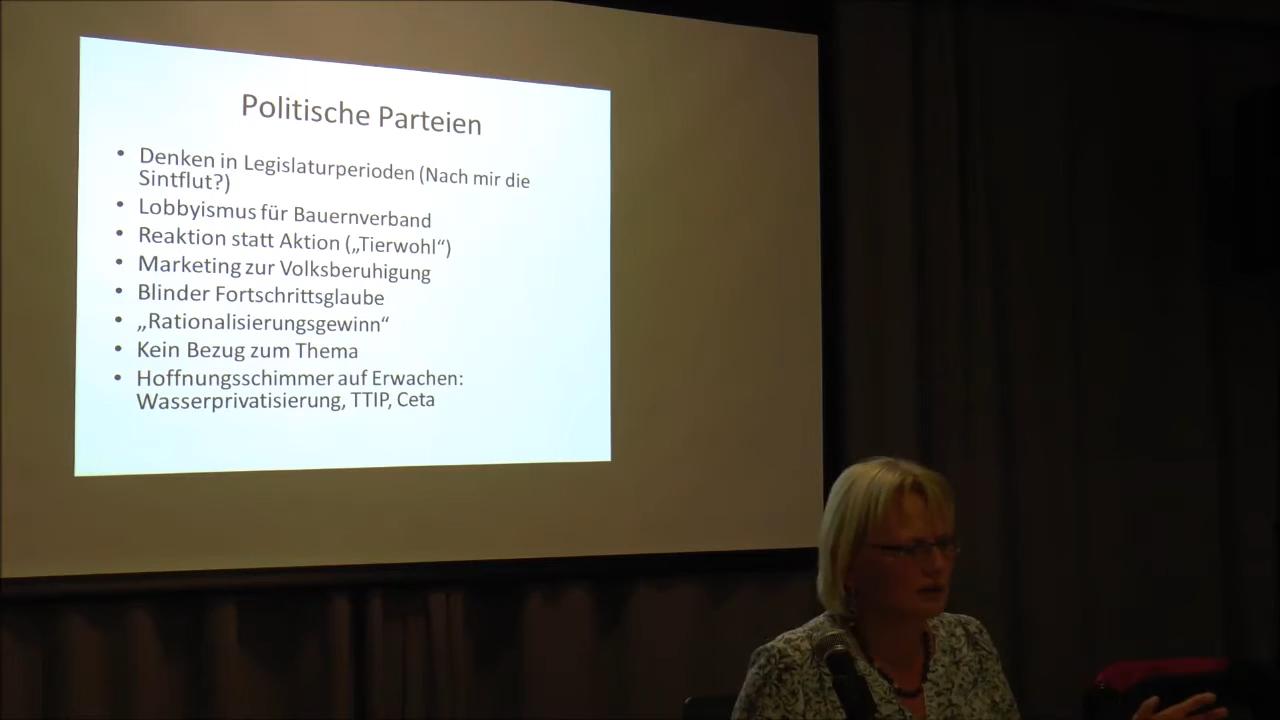 Politische Parteien
• Denken in Legislaturperioden (Nach mir die
Sintflut?)
• Lobbyismus für Bauernverband
• Reaktion statt Aktion („Tierwohl“)
• Marketing zur Volksberuhigung
• Blinder Fortschrittsglaube
• „Rationalisierungsgewinn“
• Kein Bezug zum Thema
• Hoffnungsschimmer auf Erwachen:
Wasserprivatisierung, TTIP, Ceta